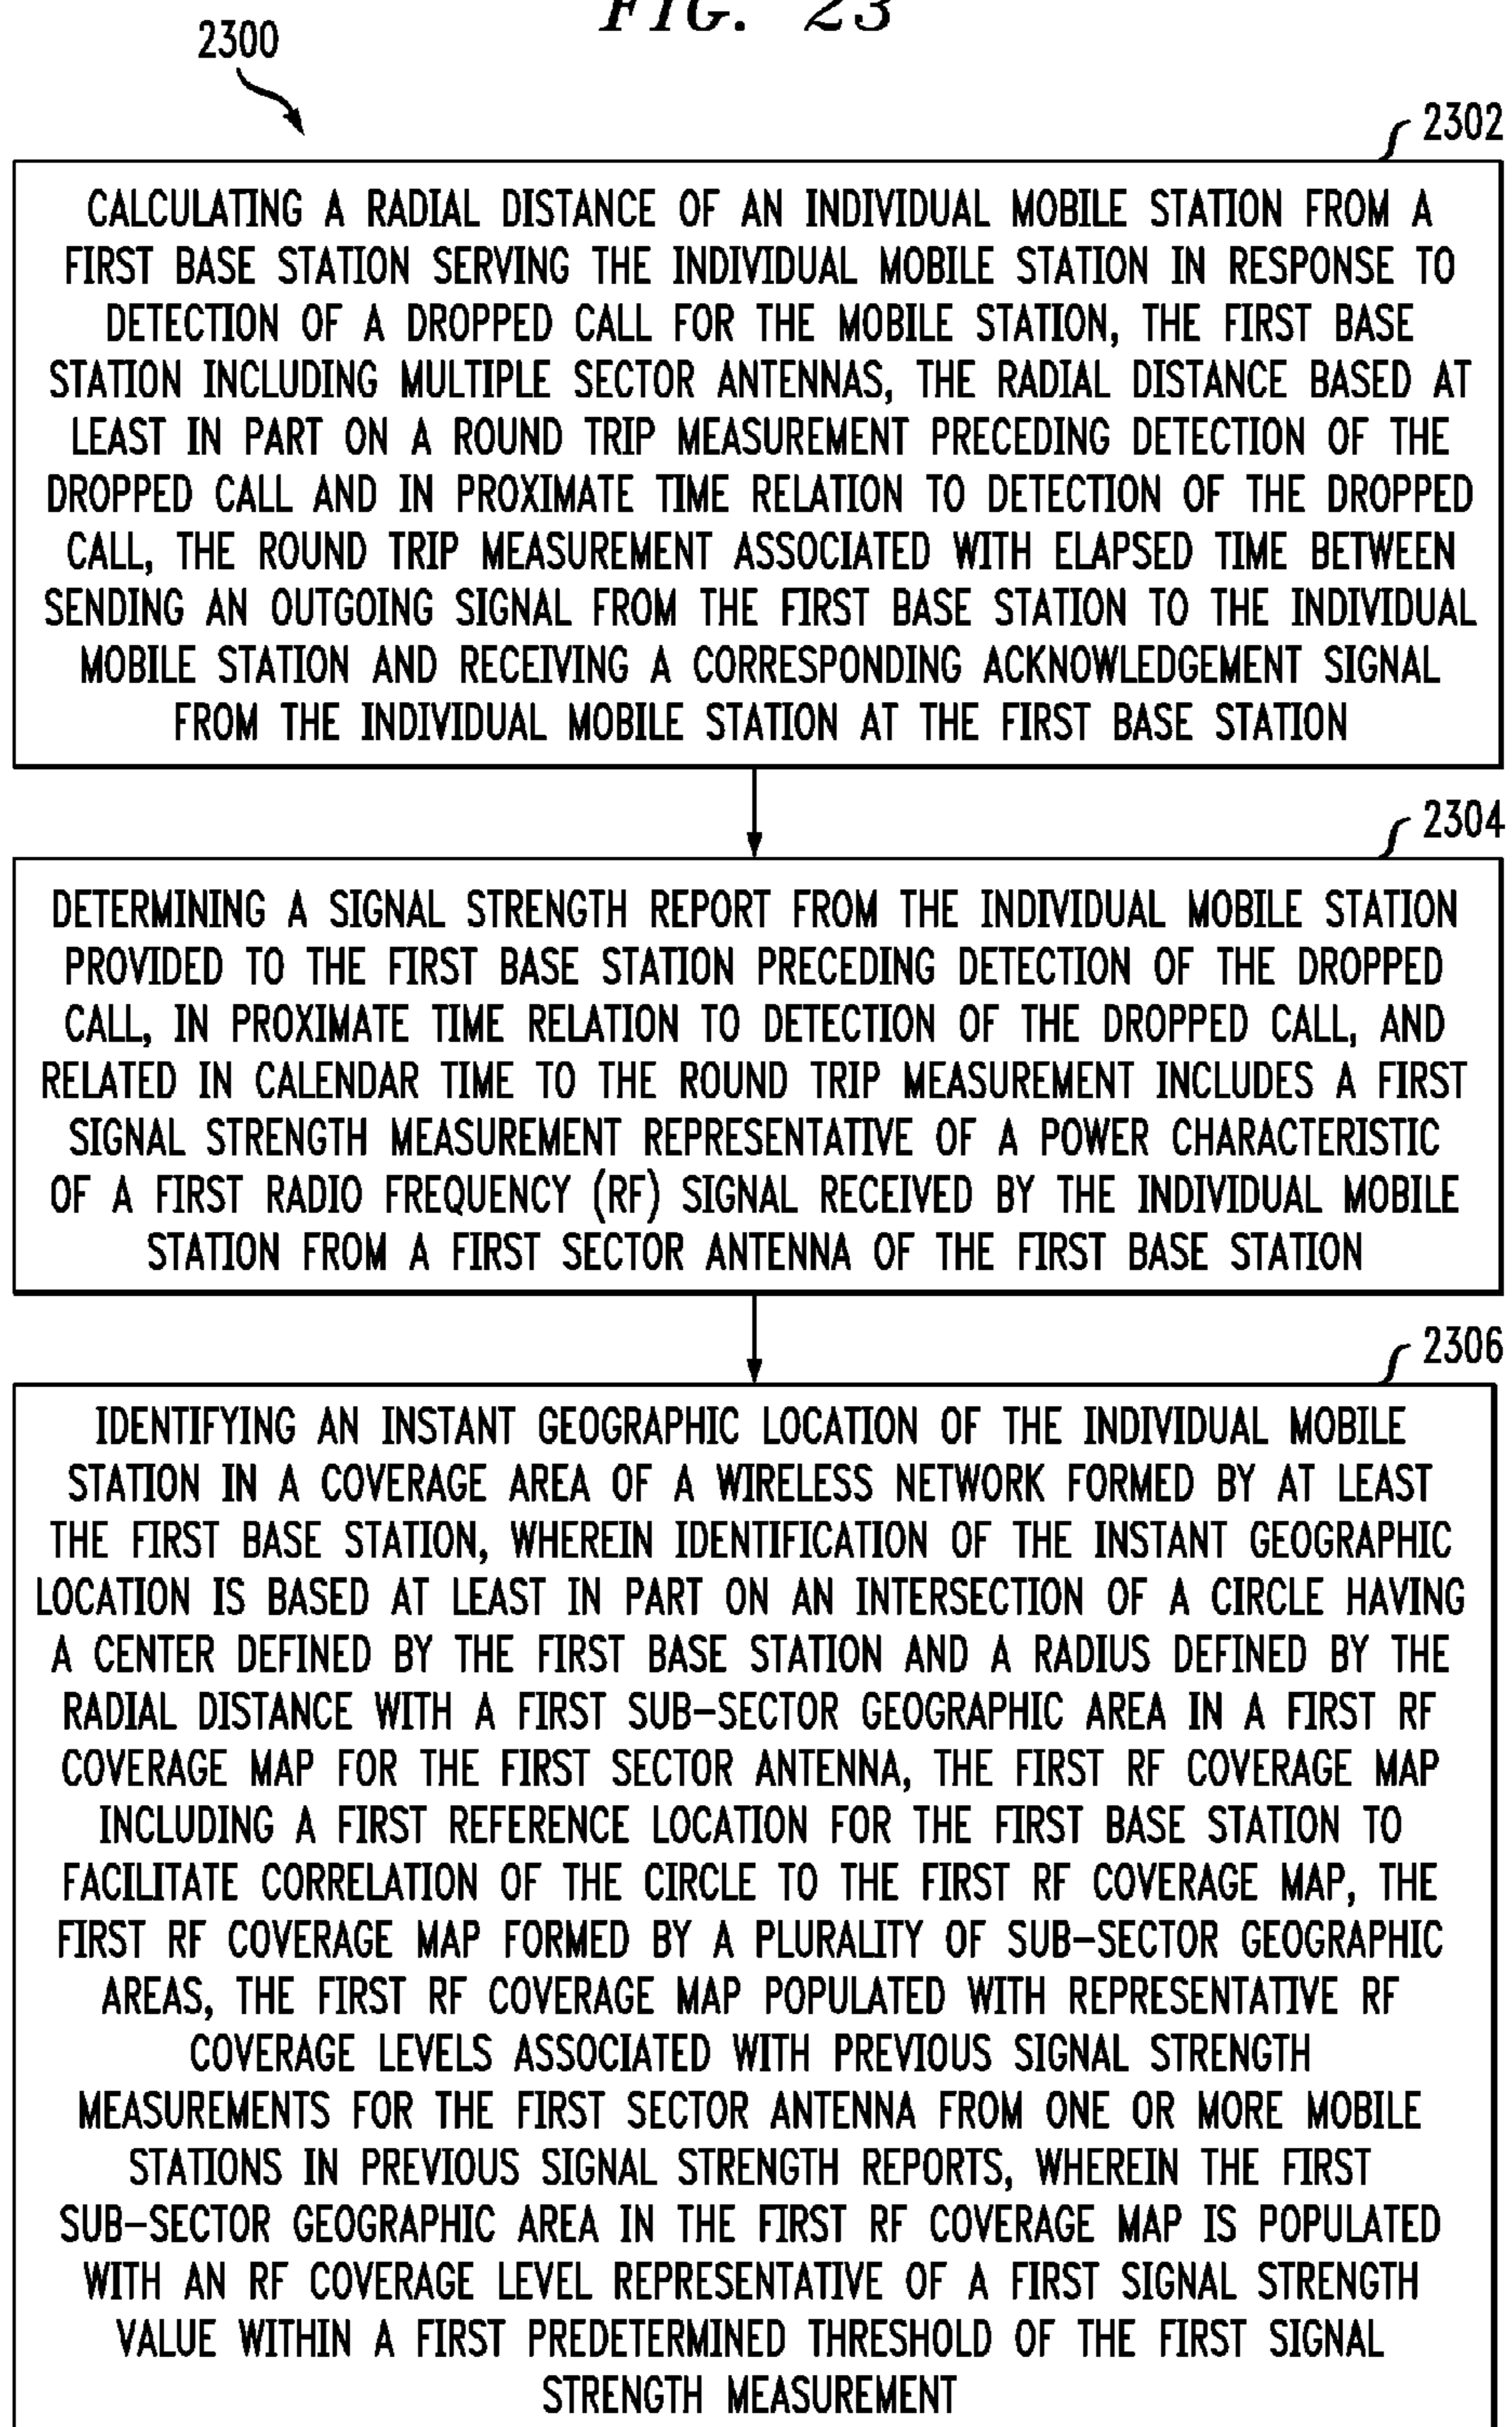 FIG. 23
2300
2302
CALCULATING A RADIAL DISTANCE OF AN INDIVIDUAL MOBILE STATION FROM A
FIRST BASE STATION SERVING THE INDIVIDUAL MOBILE STATION IN RESPONSE TO
DETECTION OF A DROPPED CALL FOR THE MOBILE STATION, THE FIRST BASE
STATION INCLUDING MULTIPLE SECTOR ANTENNAS, THE RADIAL DISTANCE BASED AT
LEAST IN PART ON A ROUND TRIP MEASUREMENT PRECEDING DETECTION OF THE
DROPPED CALL AND IN PROXIMATE TIME RELATION TO DETECTION OF THE DROPPED
CALL, THE ROUND TRIP MEASUREMENT ASSOCIATED WITH ELAPSED TIME BETWEEN
SENDING AN OUTGOING SIGNAL FROM THE FIRST BASE STATION TO THE INDIVIDUAL
MOBILE STATION AND RECEIVING A CORRESPONDING ACKNOWLEDGEMENT SIGNAL
FROM THE INDIVIDUAL MOBILE STATION AT THE FIRST BASE STATION
2304
DETERMINING A SIGNAL STRENGTH REPORT FROM THE INDIVIDUAL MOBILE STATION
PROVIDED TO THE FIRST BASE STATION PRECEDING DETECTION OF THE DROPPED
CALL, IN PROXIMATE TIME RELATION TO DETECTION OF THE DROPPED CALL, AND
RELATED IN CALENDAR TIME TO THE ROUND TRIP MEASUREMENT INCLUDES A FIRST
SIGNAL STRENGTH MEASUREMENT REPRESENTATIVE OF A POWER CHARACTERISTIC
OF A FIRST RADIO FREQUENCY (RF) SIGNAL RECEIVED BY THE INDIVIDUAL MOBILE
STATION FROM A FIRST SECTOR ANTENNA OF THE FIRST BASE STATION
2306
IDENTIFYING AN INSTANT GEOGRAPHIC LOCATION OF THE INDIVIDUAL MOBILE
STATION IN A COVERAGE AREA OF A WIRELESS NETWORK FORMED BY AT LEAST
THE FIRST BASE STATION, WHEREIN IDENTIFICATION OF THE INSTANT GEOGRAPHIC
LOCATION IS BASED AT LEAST IN PART ON AN INTERSECTION OF A CIRCLE HAVING
A CENTER DEFINED BY THE FIRST BASE STATION AND A RADIUS DEFINED BY THE
RADIAL DISTANCE WITH A FIRST SUB-SECTOR GEOGRAPHIC AREA IN A FIRST RF
COVERAGE MAP FOR THE FIRST SECTOR ANTENNA, THE FIRST RF COVERAGE MAP
INCLUDING A FIRST REFERENCE LOCATION FOR THE FIRST BASE STATION TO
FACILITATE CORRELATION OF THE CIRCLE TO THE FIRST RF COVERAGE MAP, THE
FIRST RF COVERAGE MAP FORMED BY A PLURALITY OF SUB-SECTOR GEOGRAPHIC
AREAS, THE FIRST RF COVERAGE MAP POPULATED WITH REPRESENTATIVE RF
COVERAGE LEVELS ASSOCIATED WITH PREVIOUS SIGNAL STRENGTH
MEASUREMENTS FOR THE FIRST SECTOR ANTENNA FROM ONE OR MORE MOBILE
STATIONS IN PREVIOUS SIGNAL STRENGTH REPORTS, WHEREIN THE FIRST
SUB-SECTOR GEOGRAPHIC AREA IN THE FIRST RF COVERAGE MAP IS POPULATED
WITH AN RF COVERAGE LEVEL REPRESENTATIVE OF A FIRST SIGNAL STRENGTH
VALUE WITHIN A FIRST PREDETERMINED THRESHOLD OF THE FIRST SIGNAL
STRENGTH MEASUREMENT